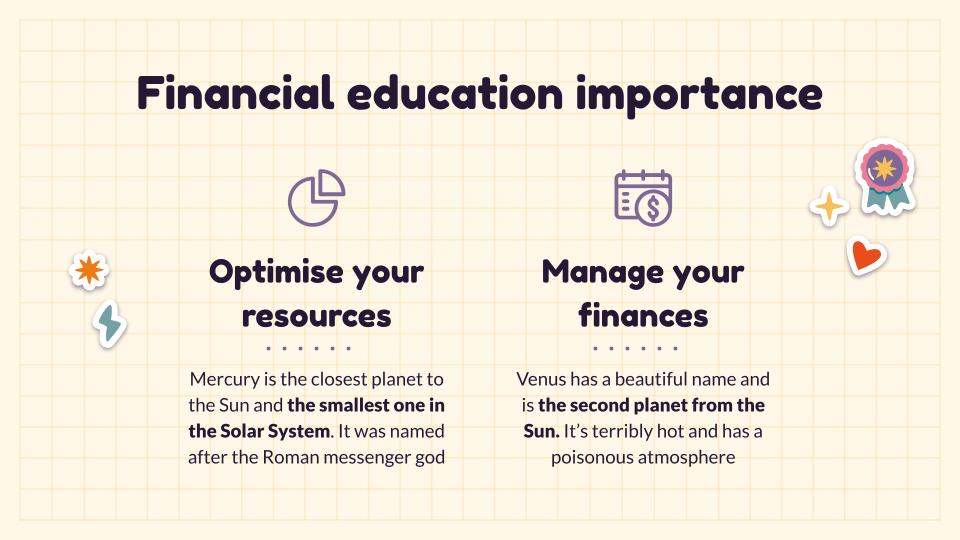 Financial education importance
Optimise your
resources
Mercury is the closest planet to
the Sun and the smallest one in
the Solar System. It was named
after the Roman messenger god
Manage your
finances
Venus has a beautiful name and
is the second planet from the
Sun. It’s terribly hot and has a
poisonous atmosphere